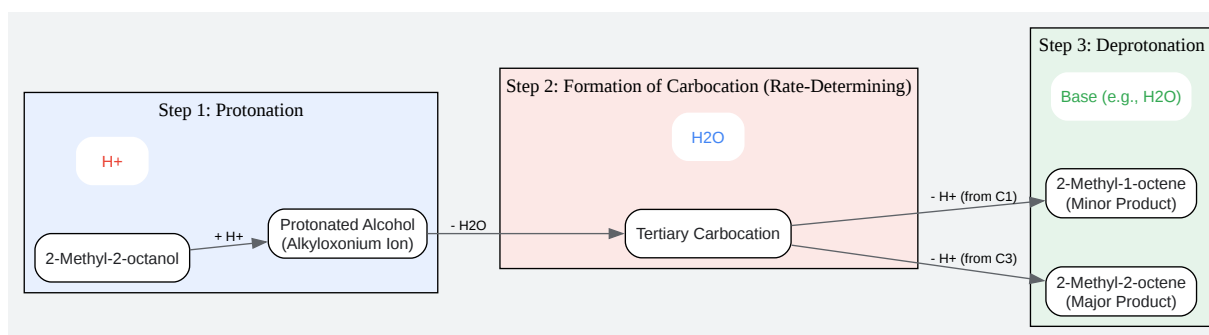 Step 1: Protonation
H+
2-Methyl-2-octanol
+ H+
Protonated Alcohol
(Alkyloxonium Ion)
- H2O
Step 2: Formation of Carbocation (Rate-Determining)
H2O
Tertiary Carbocation
- H+ (from C1)
- H+ (from C3)
Step 3: Deprotonation
Base (e.g., H2O)
2-Methyl-1-octene
(Minor Product)
2-Methyl-2-octene
(Major Product)